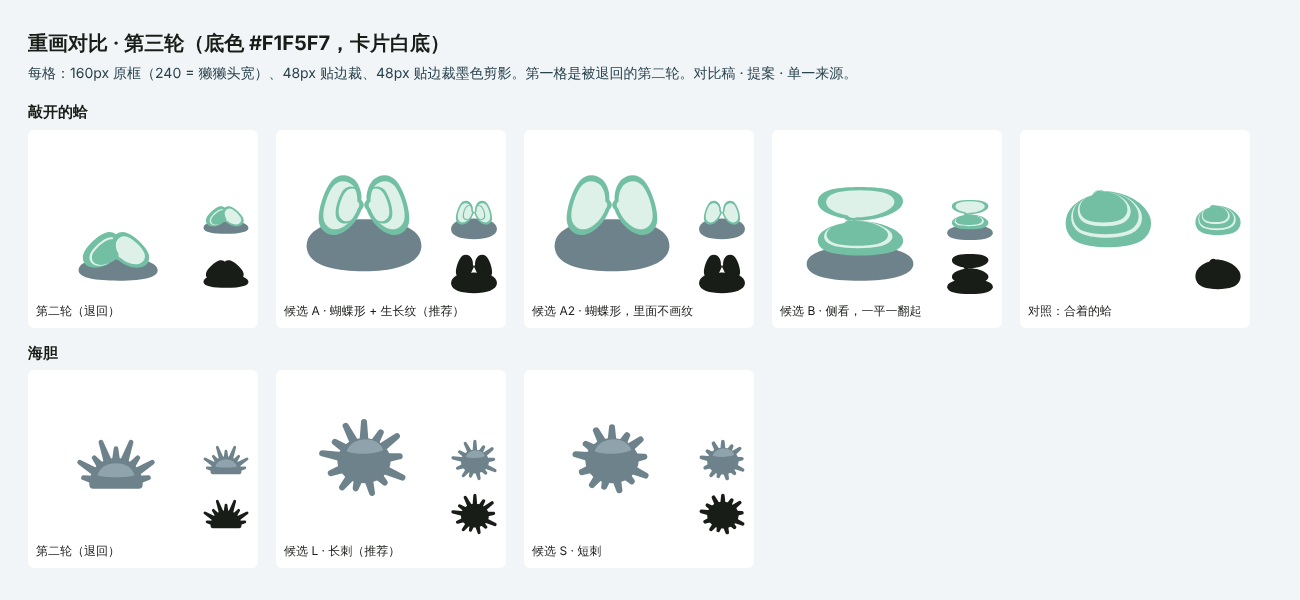 重画对比 · 第三轮（底色 #F1F5F7，卡片白底）
每格：160px 原框（240 = 獭獭头宽）、48px 贴边裁、48px 贴边裁墨色剪影。第一格是被退回的第二轮。对比稿 · 提案 · 单一来源。
敲开的蛤
第二轮（退回）
候选 A · 蝴蝶形 + 生长纹（推荐）
候选 A2 · 蝴蝶形，里面不画纹
候选 B · 侧看，一平一翻起
对照：合着的蛤
海胆
第二轮（退回）
候选 L · 长刺（推荐）
候选 S · 短刺